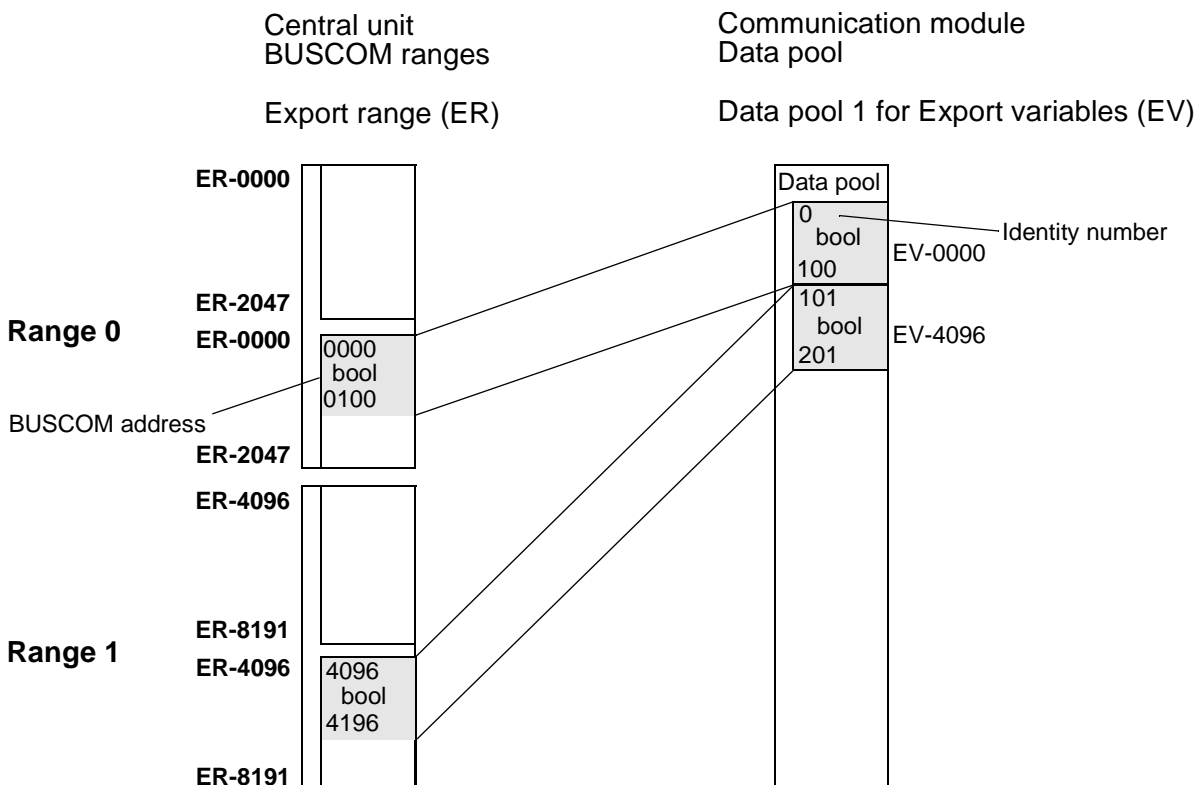 Central unit
BUSCOM ranges
Export range (ER)
Communication module
Data pool
Data pool 1 for Export variables (EV)
ER-0000
ER-2047
Range 0
ER-0000
0000
bool
0100
BUSCOM address
ER-2047
ER-4096
ER-8191
Range 1
ER-4096
4096
bool
4196
ER-8191
Data pool
0
bool
100
Identity number
EV-0000
101
bool
201
EV-4096